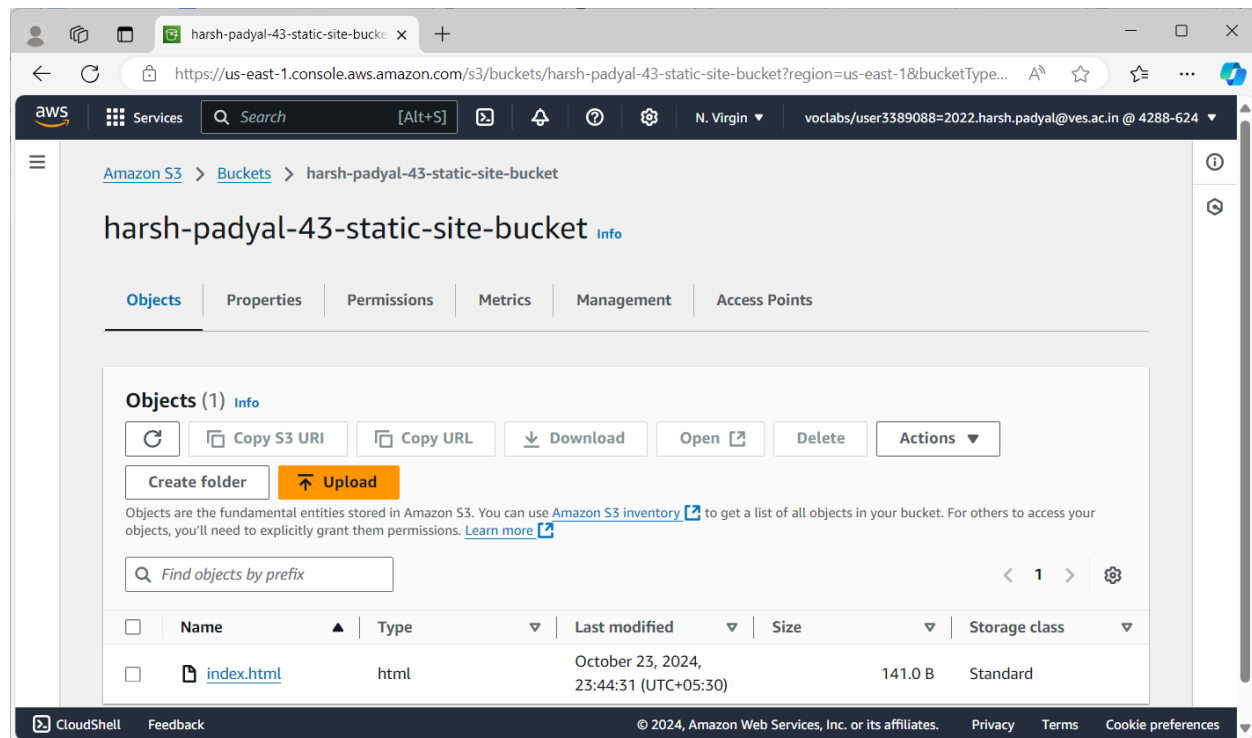 harsh-padyal-43-static-site-bucke
https://us-east-1.console.aws.amazon.com/s3/buckets/harsh-padyal-43-static-site-bucket?region=us-east-1&bucketType...
aws Services Search [Alt+S] N. Virgin voclabs/user3389088=2022.harsh.padyal@ves.ac.in @ 4288-624
Amazon S3 > Buckets > harsh-padyal-43-static-site-bucket
harsh-padyal-43-static-site-bucket Info
Objects Properties Permissions Metrics Management Access Points
Objects (1) Info
Copy S3 URI Copy URL Download Open Delete Actions
Create folder Upload
Objects are the fundamental entities stored in Amazon S3. You can use Amazon S3 inventory to get a list of all objects in your bucket. For others to access your
objects, you'll need to explicitly grant them permissions. Learn more
Find objects by prefix 1
Name Type Last modified Size Storage class
index.html html October 23, 2024, 23:44:31 (UTC+05:30) 141.0 B Standard
CloudShell Feedback © 2024, Amazon Web Services, Inc. or its affiliates. Privacy Terms Cookie preferences